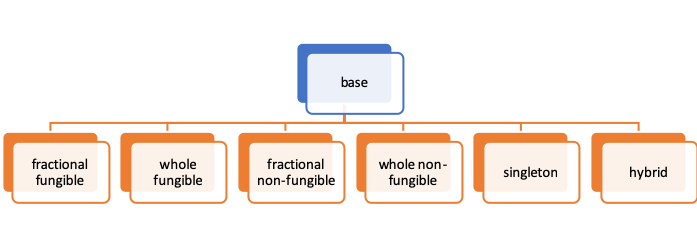 base
fractional
fungible
whole
fungible
fractional
non-fungible
whole non-
fungible
singleton
hybrid